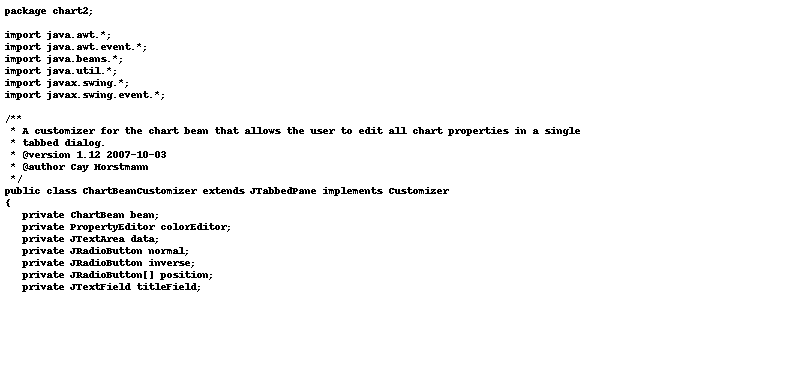 package chart2;

import java.awt.*;
import java.awt.event.*;
import java.beans.*;
import java.util.*;
import javax.swing.*;
import javax.swing.event.*;

/**
 * A customizer for the chart bean that allows the user to edit all chart properties in a single
 * tabbed dialog.
 * @version 1.12 2007-10-03
 * @author Cay Horstmann
 */
public class ChartBeanCustomizer extends JTabbedPane implements Customizer
{
   private ChartBean bean;
   private PropertyEditor colorEditor;
   private JTextArea data;
   private JRadioButton normal;
   private JRadioButton inverse;
   private JRadioButton[] position;
   private JTextField titleField;